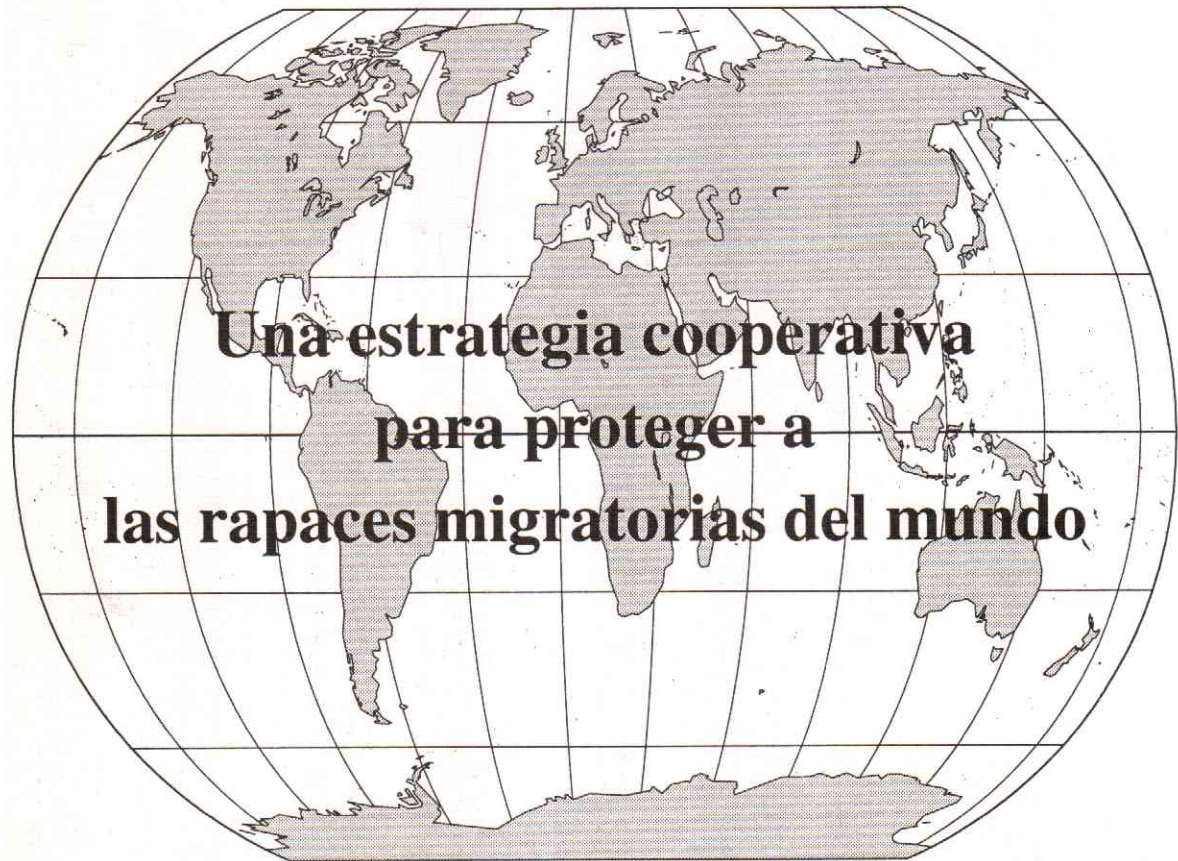 Una estrategia cooperativa
para proteger a
las rapaces migratorias del mundo